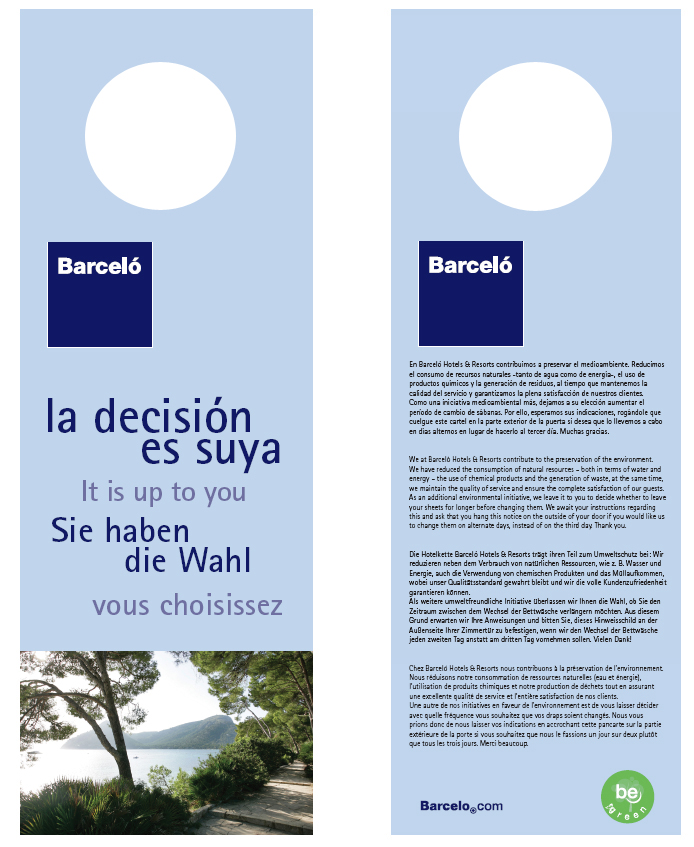 Barceló
la decisión
es suya
It is up to you
Sie haben
die Wahl
vous choisissez
Barceló
En Barceló Hotels & Resorts contribuimos a preservar el medioambiente. Reducimos
el consumo de recursos naturales -tanto de agua como de energía-, el uso de
productos químicos y la generación de residuos, al tiempo que mantenemos la
calidad del servicio y garantizamos la plena satisfacción de nuestros clientes.
Como una iniciativa medioambiental más, dejamos a su elección aumentar el
período de cambio de sábanas. Por ello, esperamos sus indicaciones, rogándole que
cuelgue este cartel en la parte exterior de la puerta si desea que lo llevemos a cabo
en días alternos en lugar de hacerlo al tercer día. Muchas gracias.
We at Barceló Hotels & Resorts contribute to the preservation of the environment.
We have reduced the consumption of natural resources – both in terms of water and
energy – the use of chemical products and the generation of waste, at the same time,
we maintain the quality of service and ensure the complete satisfaction of our guests.
As an additional environmental initiative, we leave it to you to decide whether to leave
your sheets for longer before changing them. We await your instructions regarding
this and ask that you hang this notice on the outside of your door if you would like us
to change them on alternate days, instead of on the third day. Thank you.
Die Hotelkette Barceló Hotels & Resorts trägt ihren Teil zum Umweltschutz bei: Wir
reduzieren neben dem Verbrauch von natürlichen Ressourcen, wie z. B. Wasser und
Energie, auch die Verwendung von chemischen Produkten und das Müllaufkommen,
wobei unser Qualitätsstandard gewahrt bleibt und wir die volle Kundenzufriedenheit
garantieren können.
Als weitere umweltfreundliche Initiative überlassen wir Ihnen die Wahl, ob Sie den
Zeitraum zwischen dem Wechsel der Bettwäsche verlängern möchten. Aus diesem
Grund erwarten wir Ihre Anweisungen und bitten Sie, dieses Hinweisschild an der
Außenseite Ihrer Zimmertür zu befestigen, wenn wir den Wechsel der Bettwäsche
jeden zweiten Tag anstatt am dritten Tag vornehmen sollen. Vielen Dank!
Chez Barceló Hotels & Resorts nous contribuons à la préservation de l'environnement.
Nous réduisons notre consommation de ressources naturelles (eau et énergie),
l'utilisation de produits chimiques et notre production de déchets tout en assurant
une excellente qualité de service et l'entière satisfaction de nos clients.
Une autre de nos initiatives en faveur de l'environnement est de vous laisser décider
avec quelle fréquence vous souhaitez que vos draps soient changés. Nous vous
prions donc de nous laisser vos indications en accrochant cette pancarte sur la partie
extérieure de la porte si vous souhaitez que nous le fassions un jour sur deux plutôt
que tous les trois jours. Merci beaucoup.
Barcelo.com
be
green